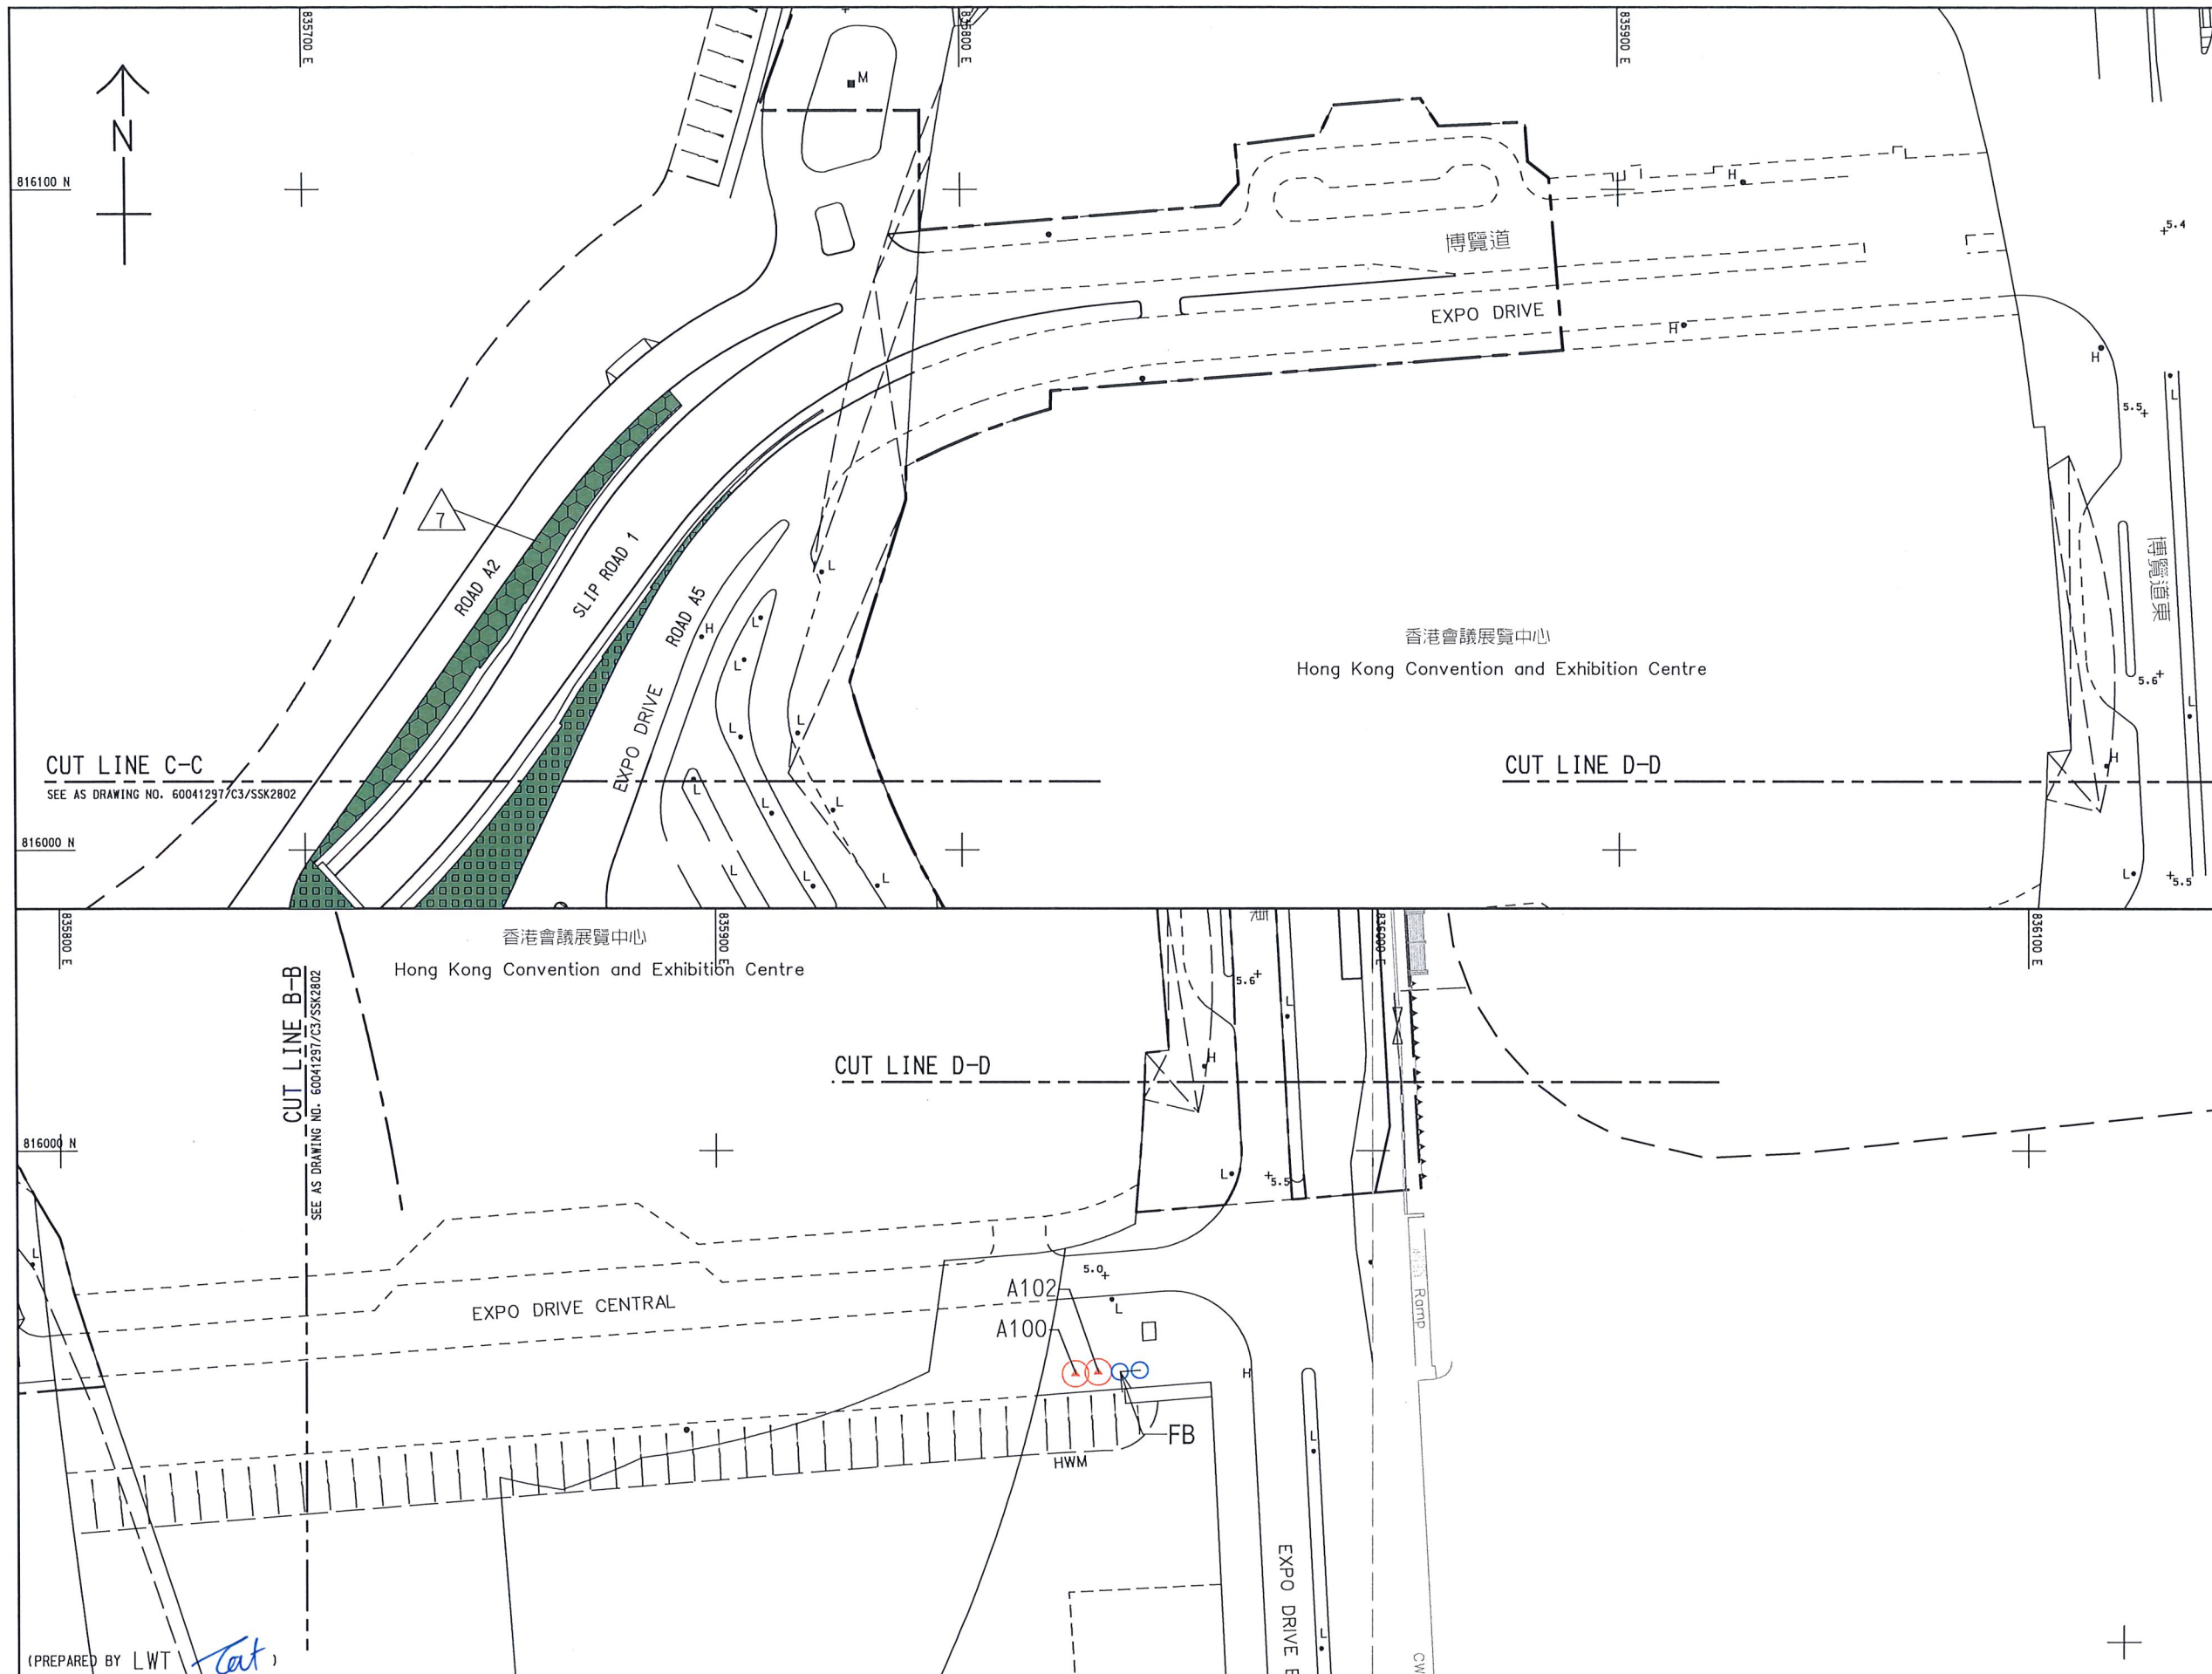 835700 E
835800 E
835900 E
M
N
816100 N
H
5.4
博覽道
EXPO DRIVE
H
H
5.5
L
7
ROAD A2
SLIP ROAD 1
ROAD A5
EXPO DRIVE
H
L
L
L
L
L
L
L
L
L
L
L
香港會議展覽中心
Hong Kong Convention and Exhibition Centre
博覽道東
5.6
L
H
CUT LINE C-C
SEE AS DRAWING NO. 60041297/C3/SSK2802
CUT LINE D-D
816000 N
L
5.5
835800 E
835900 E
836000 E
836100 E
香港會議展覽中心
Hong Kong Convention and Exhibition Centre
CUT LINE B-B
SEE AS DRAWING NO. 60041297/C3/SSK2802
5.6
L
H
CUT LINE D-D
816000 N
L
5.5
L
5.0
A102
L
A100
EXPO DRIVE CENTRAL
Ramp
H
FB
HWM
L
EXPO DRIVE E
L
CW
(PREPARED BY LWT )